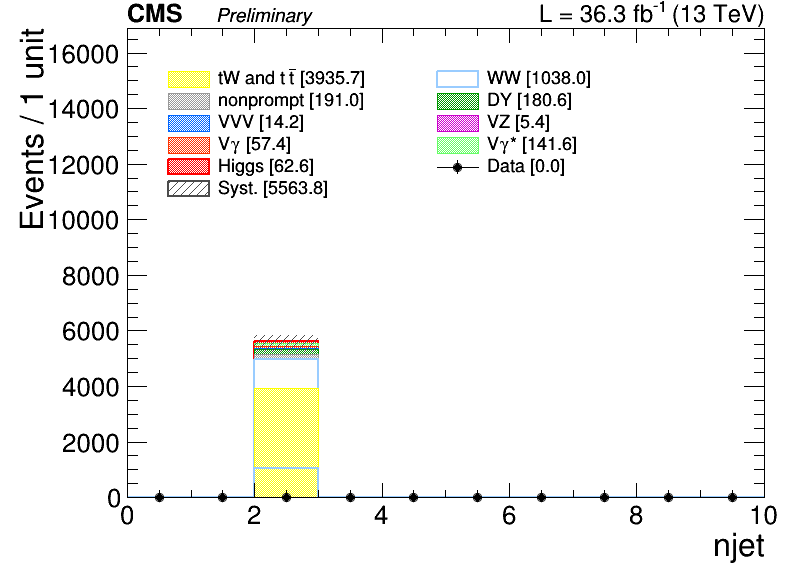 CMS Preliminary L = 36.3 fb⁻¹ (13 TeV)
Events / 1 unit
16000
14000
12000
10000
8000
6000
4000
2000
0
tW and t t̄ [3935.7]
WW [1038.0]
nonprompt [191.0]
DY [180.6]
VVV [14.2]
VZ [5.4]
Vγ [57.4]
Vγ* [141.6]
Higgs [62.6]
Data [0.0]
Syst. [5563.8]
0 2 4 6 8 10
njet